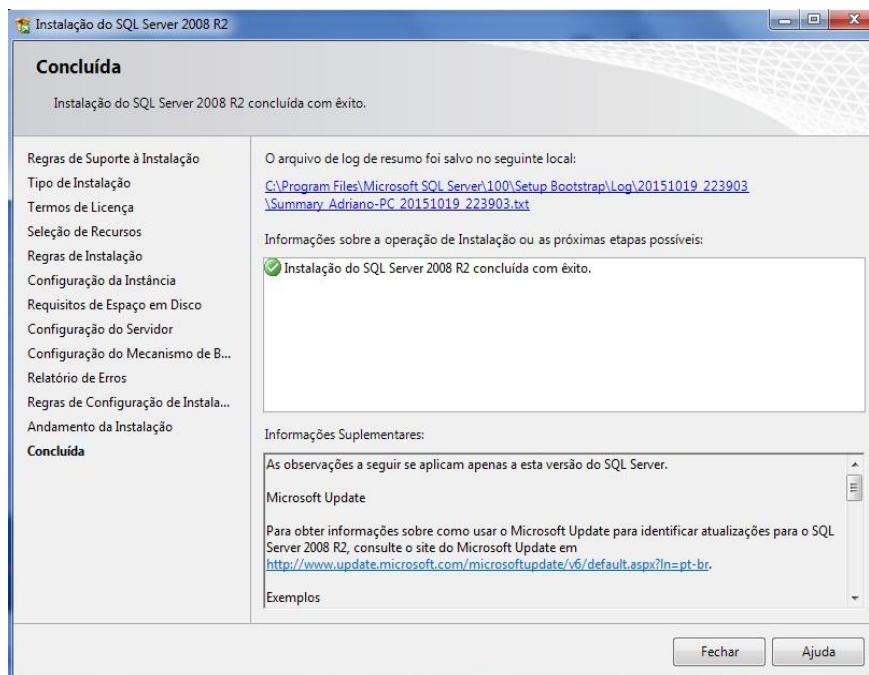 Instalação do SQL Server 2008 R2
Concluída
Instalação do SQL Server 2008 R2 concluída com êxito.
Regras de Suporte à Instalação
Tipo de Instalação
Termos de Licença
Seleção de Recursos
Regras de Instalação
Configuração da Instância
Requisitos de Espaço em Disco
Configuração do Servidor
Configuração do Mecanismo de B...
Relatório de Erros
Regras de Configuração de Instala...
Andamento da Instalação
Concluída
O arquivo de log de resumo foi salvo no seguinte local:
C:\Program Files\Microsoft SQL Server\100\Setup Bootstrap\Log\20151019_223903
\Summary_Adriano-PC_20151019_223903.txt
Informações sobre a operação de Instalação ou as próximas etapas possíveis:
Instalação do SQL Server 2008 R2 concluída com êxito.
Informações Suplementares:
As observações a seguir se aplicam apenas a esta versão do SQL Server.
Microsoft Update
Para obter informações sobre como usar o Microsoft Update para identificar atualizações para o SQL
Server 2008 R2, consulte o site do Microsoft Update em
http://www.update.microsoft.com/microsoftupdate/v6/default.aspx?ln=pt-br.
Exemplos
Fechar
Ajuda